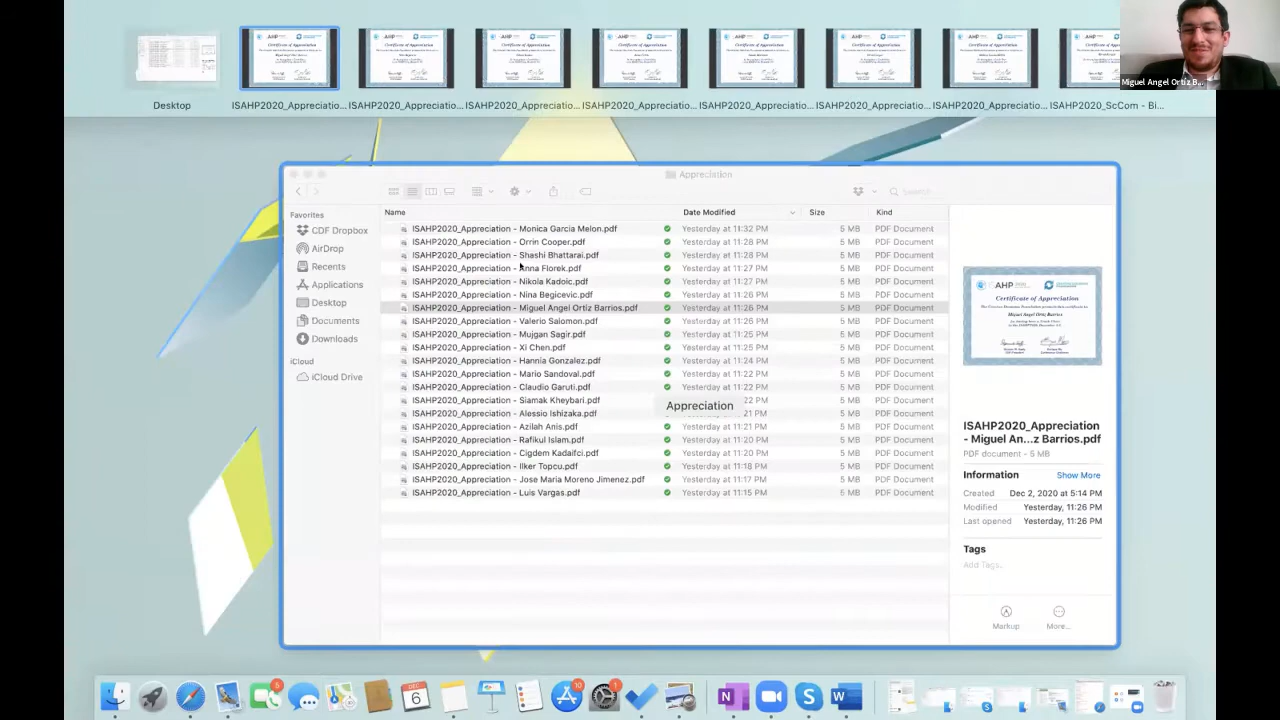 Miguel Angel Ortiz B...
Desktop
ISAHP2020_Appreciatio...
ISAHP2020_Appreciatio...
ISAHP2020_Appreciatio...
ISAHP2020_Appreciatio...
ISAHP2020_Appreciatio...
ISAHP2020_Appreciatio...
ISAHP2020_Appreciatio...
ISAHP2020_ScCom - Bi...
Appreciation
Search
Favorites
CDF Dropbox
AirDrop
Recents
Applications
Desktop
Documents
Downloads
iCloud
iCloud Drive
Name Date Modified Size Kind
ISAHP2020_Appreciation - Monica Garcia Melon.pdf Yesterday at 11:32 PM 5 MB PDF Document
ISAHP2020_Appreciation - Orrin Cooper.pdf Yesterday at 11:28 PM 5 MB PDF Document
ISAHP2020_Appreciation - Shashi Bhattarai.pdf Yesterday at 11:28 PM 5 MB PDF Document
ISAHP2020_Appreciation - Anna Florek.pdf Yesterday at 11:27 PM 5 MB PDF Document
ISAHP2020_Appreciation - Nikola Kadoic.pdf Yesterday at 11:27 PM 5 MB PDF Document
ISAHP2020_Appreciation - Nina Begicevic.pdf Yesterday at 11:26 PM 5 MB PDF Document
ISAHP2020_Appreciation - Miguel Angel Ortiz Barrios.pdf Yesterday at 11:26 PM 5 MB PDF Document
ISAHP2020_Appreciation - Valerio Salomon.pdf Yesterday at 11:26 PM 5 MB PDF Document
ISAHP2020_Appreciation - Mujgan Sagir.pdf Yesterday at 11:25 PM 5 MB PDF Document
ISAHP2020_Appreciation - Xi Chen.pdf Yesterday at 11:25 PM 5 MB PDF Document
ISAHP2020_Appreciation - Hannia Gonzalez.pdf Yesterday at 11:24 PM 5 MB PDF Document
ISAHP2020_Appreciation - Mario Sandoval.pdf Yesterday at 11:22 PM 5 MB PDF Document
ISAHP2020_Appreciation - Claudio Garuti.pdf Yesterday at 11:22 PM 5 MB PDF Document
ISAHP2020_Appreciation - Siamak Kheybari.pdf 22 PM 5 MB PDF Document
Appreciation
ISAHP2020_Appreciation - Alessio Ishizaka.pdf 21 PM 5 MB PDF Document
ISAHP2020_Appreciation - Azilah Anis.pdf Yesterday at 11:21 PM 5 MB PDF Document
ISAHP2020_Appreciation - Rafikul Islam.pdf Yesterday at 11:20 PM 5 MB PDF Document
ISAHP2020_Appreciation - Cigdem Kadaifci.pdf Yesterday at 11:20 PM 5 MB PDF Document
ISAHP2020_Appreciation - Ilker Topcu.pdf Yesterday at 11:18 PM 5 MB PDF Document
ISAHP2020_Appreciation - Jose Maria Moreno Jimenez.pdf Yesterday at 11:17 PM 5 MB PDF Document
ISAHP2020_Appreciation - Luis Vargas.pdf Yesterday at 11:15 PM 5 MB PDF Document
AHP
Certificate of Appreciation
Miguel Angel Ortiz Barrios
ISAHP2020_Appreciation
- Miguel An...z Barrios.pdf
PDF document - 5 MB
Information Show More
Created Dec 2, 2020 at 5:14 PM
Modified Yesterday, 11:26 PM
Last opened Yesterday, 11:26 PM
Tags
Add Tags...
Markup More...
5
DEC
6
10
1
N
S
W